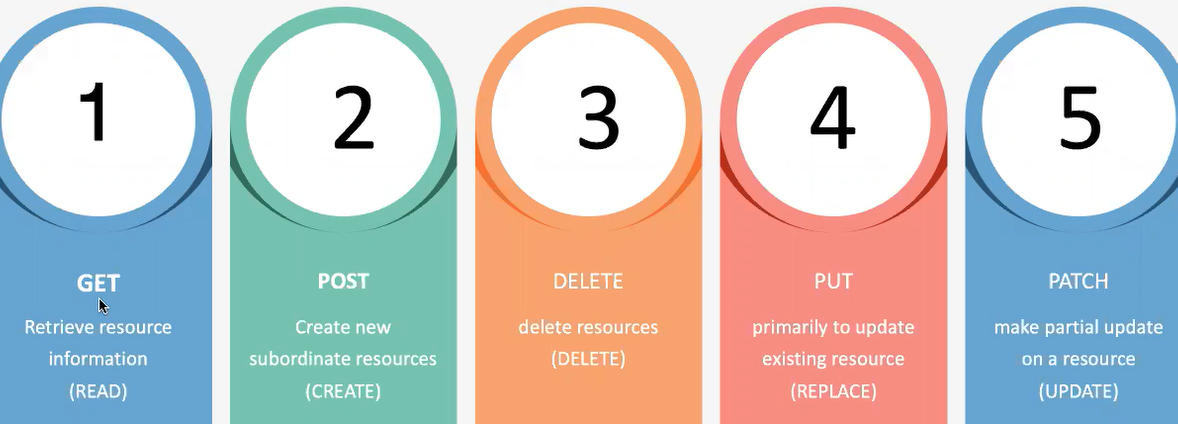 1
GET
Retrieve resource
information
(READ)
2
POST
Create new
subordinate resources
(CREATE)
3
DELETE
delete resources
(DELETE)
4
PUT
primarily to update
existing resource
(REPLACE)
5
PATCH
make partial update
on a resource
(UPDATE)